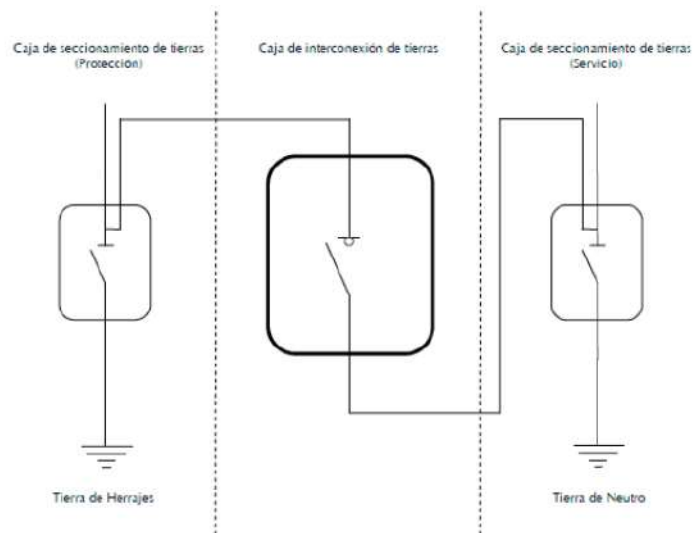 Caja de seccionamiento de tierras
(Protección)
Caja de interconexión de tierras
Caja de seccionamiento de tierras
(Servicio)
Tierra de Herrajes
Tierra de Neutro